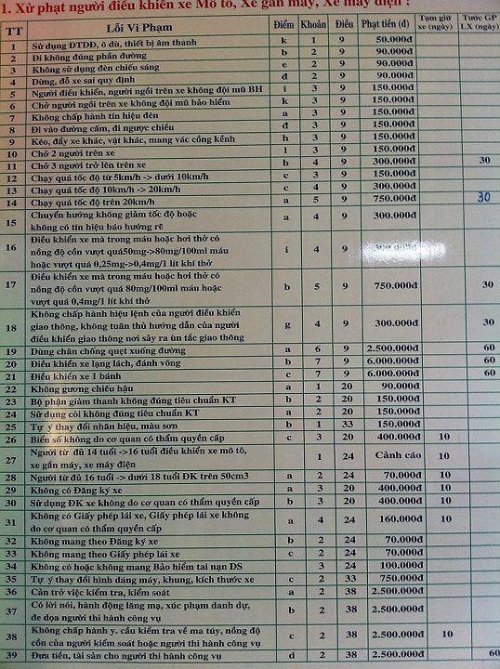 1. Xử phạt người điều khiển xe Mô tô, Xe gắn máy, Xe máy điện :
TT Lỗi Vi Phạm Điểm Khoản Điều Phạt tiền (đ) Tạm giữ xe (ngày) Tước GP LX (ngày)
1 Sử dụng ĐTDĐ, ô dù, thiết bị âm thanh k 1 9 50.000đ
2 Đi không đúng phần đường b 2 9 90.000đ
3 Không sử dụng đèn chiếu sáng e 2 9 90.000đ
4 Dừng, đỗ xe sai quy định d 2 9 90.000đ
5 Người điều khiển, người ngồi trên xe không đội mũ BH i 3 9 150.000đ
6 Chở người ngồi trên xe không đội mũ bảo hiểm k 3 9 150.000đ
7 Không chấp hành tín hiệu đèn a 3 9 150.000đ
8 Đi vào đường cấm, đi ngược chiều đ 3 9 150.000đ
9 Kéo, đẩy xe khác, vật khác, mang vác cồng kềnh h 3 9 150.000đ
10 Chở 2 người trên xe l 3 9 150.000đ
11 Chở 3 người trở lên trên xe b 4 9 300.000đ 30
12 Chạy quá tốc độ từ 5km/h -> dưới 10km/h c 3 9 150.000đ
13 Chạy quá tốc độ 10km/h -> 20km/h c 4 9 300.000đ
14 Chạy quá tốc độ trên 20km/h a 5 9 750.000đ 30
15 Chuyển hướng không giảm tốc độ hoặc
không có tín hiệu báo hướng rẽ a 4 9 300.000đ
16 Điều khiển xe mà trong máu hoặc hơi thở có
nồng độ cồn vượt quá50mg->80mg/100ml máu
hoặc vượt quá 0,25mg->0,4mg/1 lít khí thở i 4 9
17 Điều khiển xe mà trong máu hoặc hơi thở có
nồng độ cồn vượt quá 80mg/100ml máu hoặc
vượt quá 0,4mg/1 lít khí thở b 5 9 750.000đ 30
18 Không chấp hành hiệu lệnh của người điều khiển
giao thông, không tuân thủ hướng dẫn của người
điều khiển giao thông nơi sảy ra ùn tắc giao thông g 4 9 300.000đ 30
19 Dùng chân chống quẹt xuống đường a 6 9 2.500.000đ 60
20 Điều khiển xe lạng lách, đánh võng b 7 9 6.000.000đ 60
21 Điều khiển xe 1 bánh c 7 9 6.000.000đ 60
22 Không gương chiếu hậu a 1 20 90.000đ
23 Bộ phận giảm thanh không đúng tiêu chuẩn KT b 2 20 150.000đ
24 Sử dụng còi không đúng tiêu chuẩn KT a 2 20 150.000đ
25 Tự ý thay đổi nhãn hiệu, màu sơn b 1 33 150.000đ
26 Biển số không do cơ quan có thẩm quyền cấp c 3 20 400.000đ 10
27 Người từ đủ 14 tuổi ->16 tuổi điều khiển xe mô tô,
xe gắn máy, xe máy điện 1 24 Cảnh cáo 10
28 Người từ đủ 16 tuổi -> dưới 18 tuổi ĐK trên 50cm3 a 2 24 70.000đ 10
29 Không có Đăng ký xe a 3 20 400.000đ 10
30 Sử dụng ĐK xe không do cơ quan có thẩm quyền cấp b 3 20 400.000đ 10
31 Không có Giấy phép lái xe, Giấy phép lái xe không
do cơ quan có thẩm quyền cấp a 4 24 160.000đ 10
32 Không mang theo Đăng ký xe b 2 24 70.000đ
33 Không mang theo Giấy phép lái xe c 2 24 70.000đ
34 Không có hoặc không mang Bảo hiểm tai nạn DS 3 24 100.000đ
35 Tự ý thay đổi hình dáng máy, khung, kích thước xe c 2 33 750.000đ
36 Cản trở việc kiểm tra, kiểm soát a 2 38 2.500.000đ
37 Có lời nói, hành động lăng mạ, xúc phạm danh dự,
đe dọa người thi hành công vụ b 2 38 2.500.000đ
38 Không chấp hành y. cầu kiểm tra về ma túy, nồng độ
cồn của người kiểm soát hoặc người thi hành công vụ c 2 38 2.500.000đ 10
39 Đưa tiền, tài sản cho người thi hành công vụ d 2 38 2.500.000đ 60